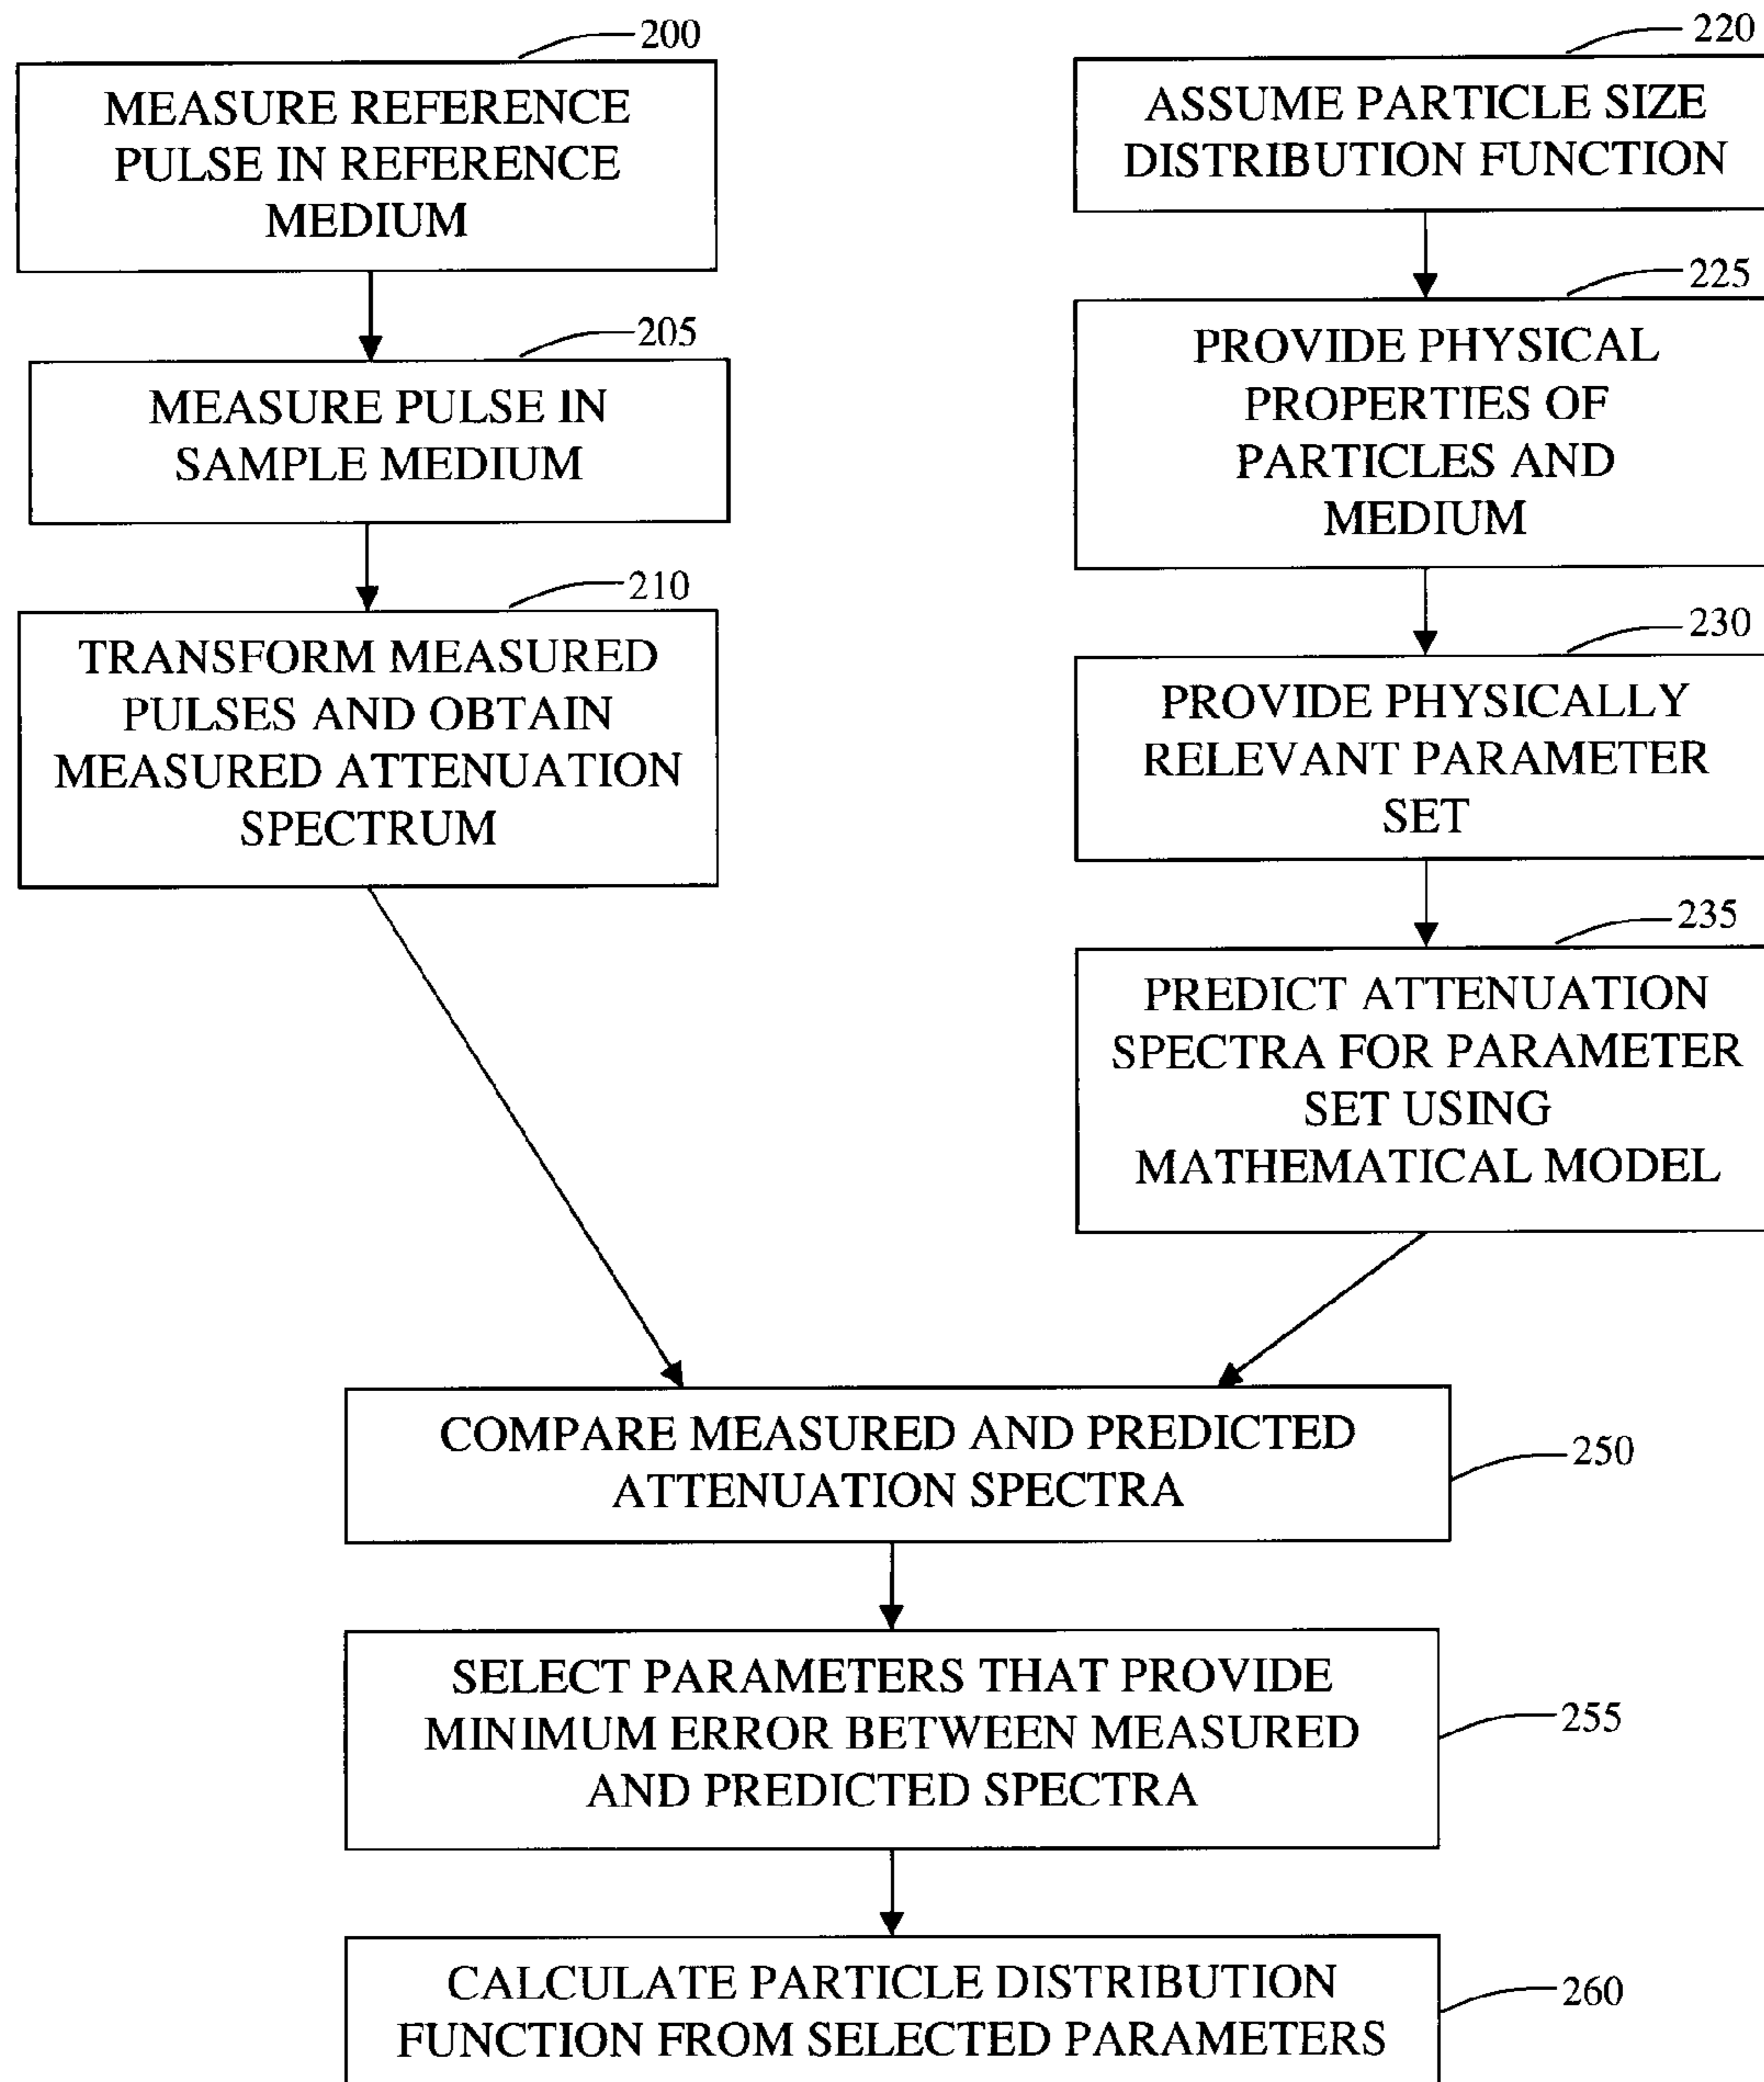 200
MEASURE REFERENCE
PULSE IN REFERENCE
MEDIUM
205
MEASURE PULSE IN
SAMPLE MEDIUM
210
TRANSFORM MEASURED
PULSES AND OBTAIN
MEASURED ATTENUATION
SPECTRUM
220
ASSUME PARTICLE SIZE
DISTRIBUTION FUNCTION
225
PROVIDE PHYSICAL
PROPERTIES OF
PARTICLES AND
MEDIUM
230
PROVIDE PHYSICALLY
RELEVANT PARAMETER
SET
235
PREDICT ATTENUATION
SPECTRA FOR PARAMETER
SET USING
MATHEMATICAL MODEL
COMPARE MEASURED AND PREDICTED
ATTENUATION SPECTRA
250
SELECT PARAMETERS THAT PROVIDE
MINIMUM ERROR BETWEEN MEASURED
AND PREDICTED SPECTRA
255
CALCULATE PARTICLE DISTRIBUTION
FUNCTION FROM SELECTED PARAMETERS
260